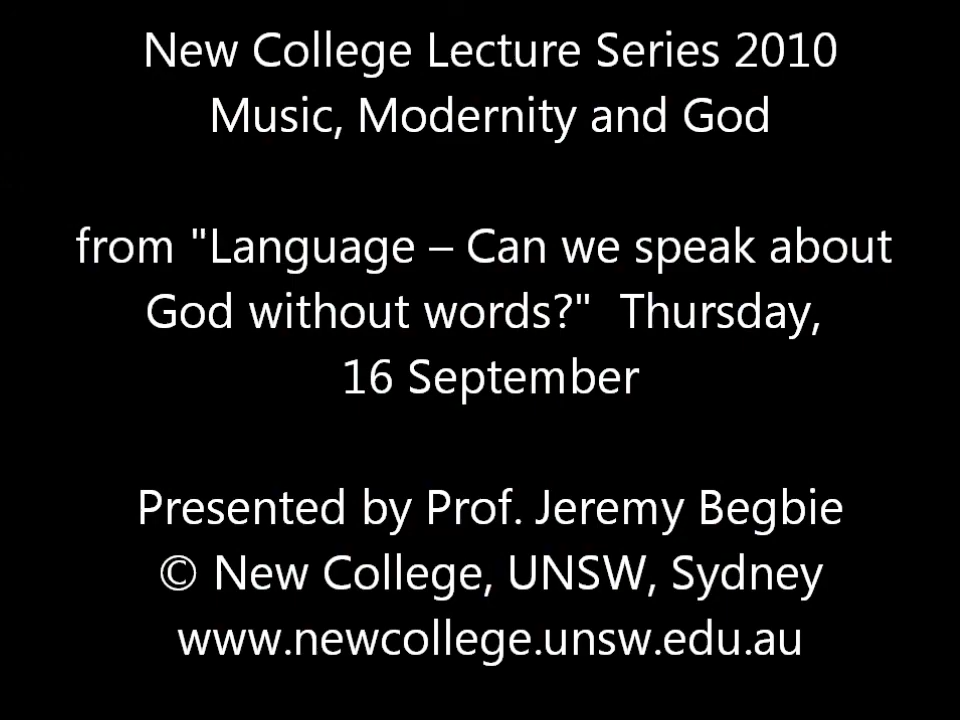 New College Lecture Series 2010
Music, Modernity and God
from "Language – Can we speak about
God without words?"  Thursday,
16 September
Presented by Prof. Jeremy Begbie
© New College, UNSW, Sydney
www.newcollege.unsw.edu.au